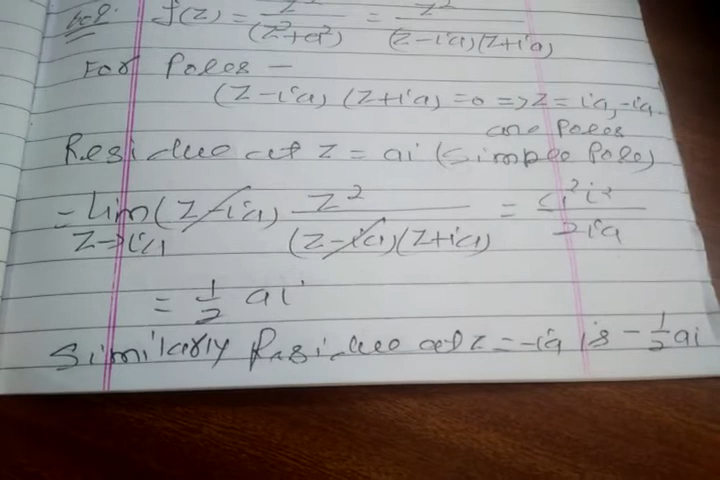 Sol. f(z) = z² / (z²+a²) = z² / (z-ia)(z+ia)
For Poles -
(z-ia) (z+ia) = 0 => z = ia, -ia
are Poles
Residue at z = ai (simple Pole)
= lim z→ia (z-ia) z² / (z-ia)(z+ia) = a²i² / 2ia
= 1/2 ai
Similarly Residue at z = -ia is - 1/2 ai